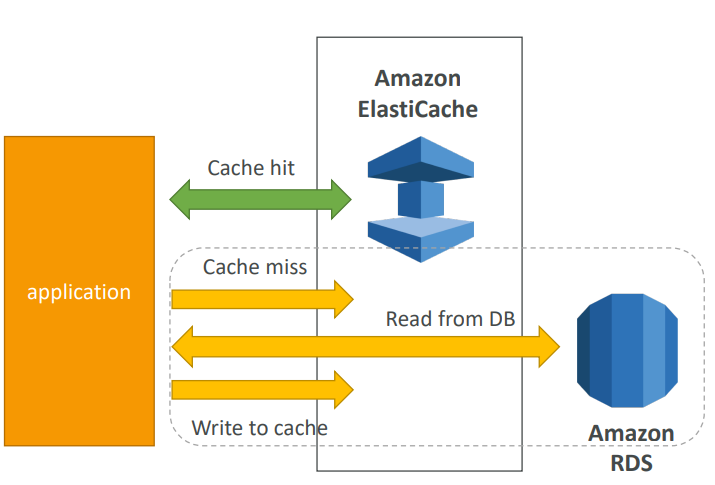 Amazon
ElastiCache
Cache hit
application
Cache miss
Read from DB
Write to cache
Amazon
RDS